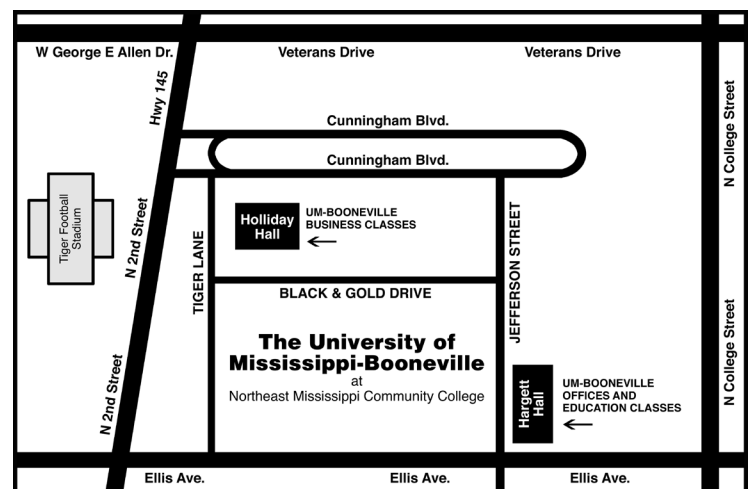 W George E Allen Dr.
Veterans Drive
Veterans Drive
Hwy 145
N College Street
Cunningham Blvd.
Cunningham Blvd.
Tiger Football
Stadium
N 2nd Street
TIGER LANE
Holliday
Hall
UM-BOONEVILLE
BUSINESS CLASSES
JEFFERSON STREET
BLACK & GOLD DRIVE
The University of
Mississippi-Booneville
at
Northeast Mississippi Community College
N 2nd Street
Hargett
Hall
UM-BOONEVILLE
OFFICES AND
EDUCATION CLASSES
N College Street
Ellis Ave.
Ellis Ave.
Ellis Ave.